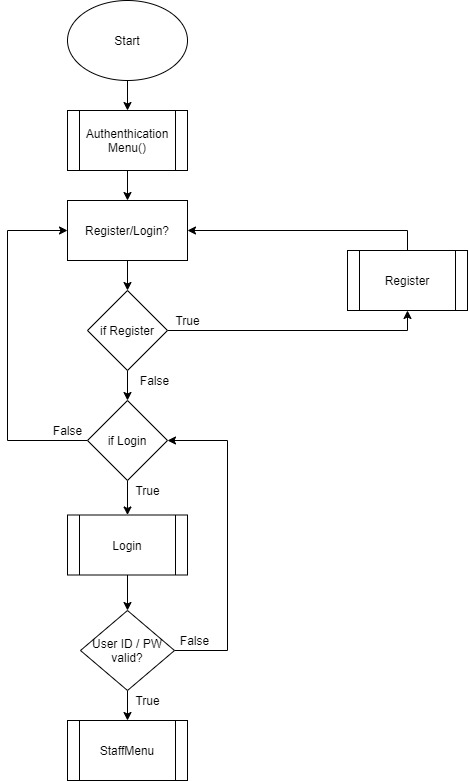 Start
Authenthication
Menu()
Register/Login?
Register
if Register
True
False
if Login
False
True
Login
User ID / PW
valid?
False
True
StaffMenu